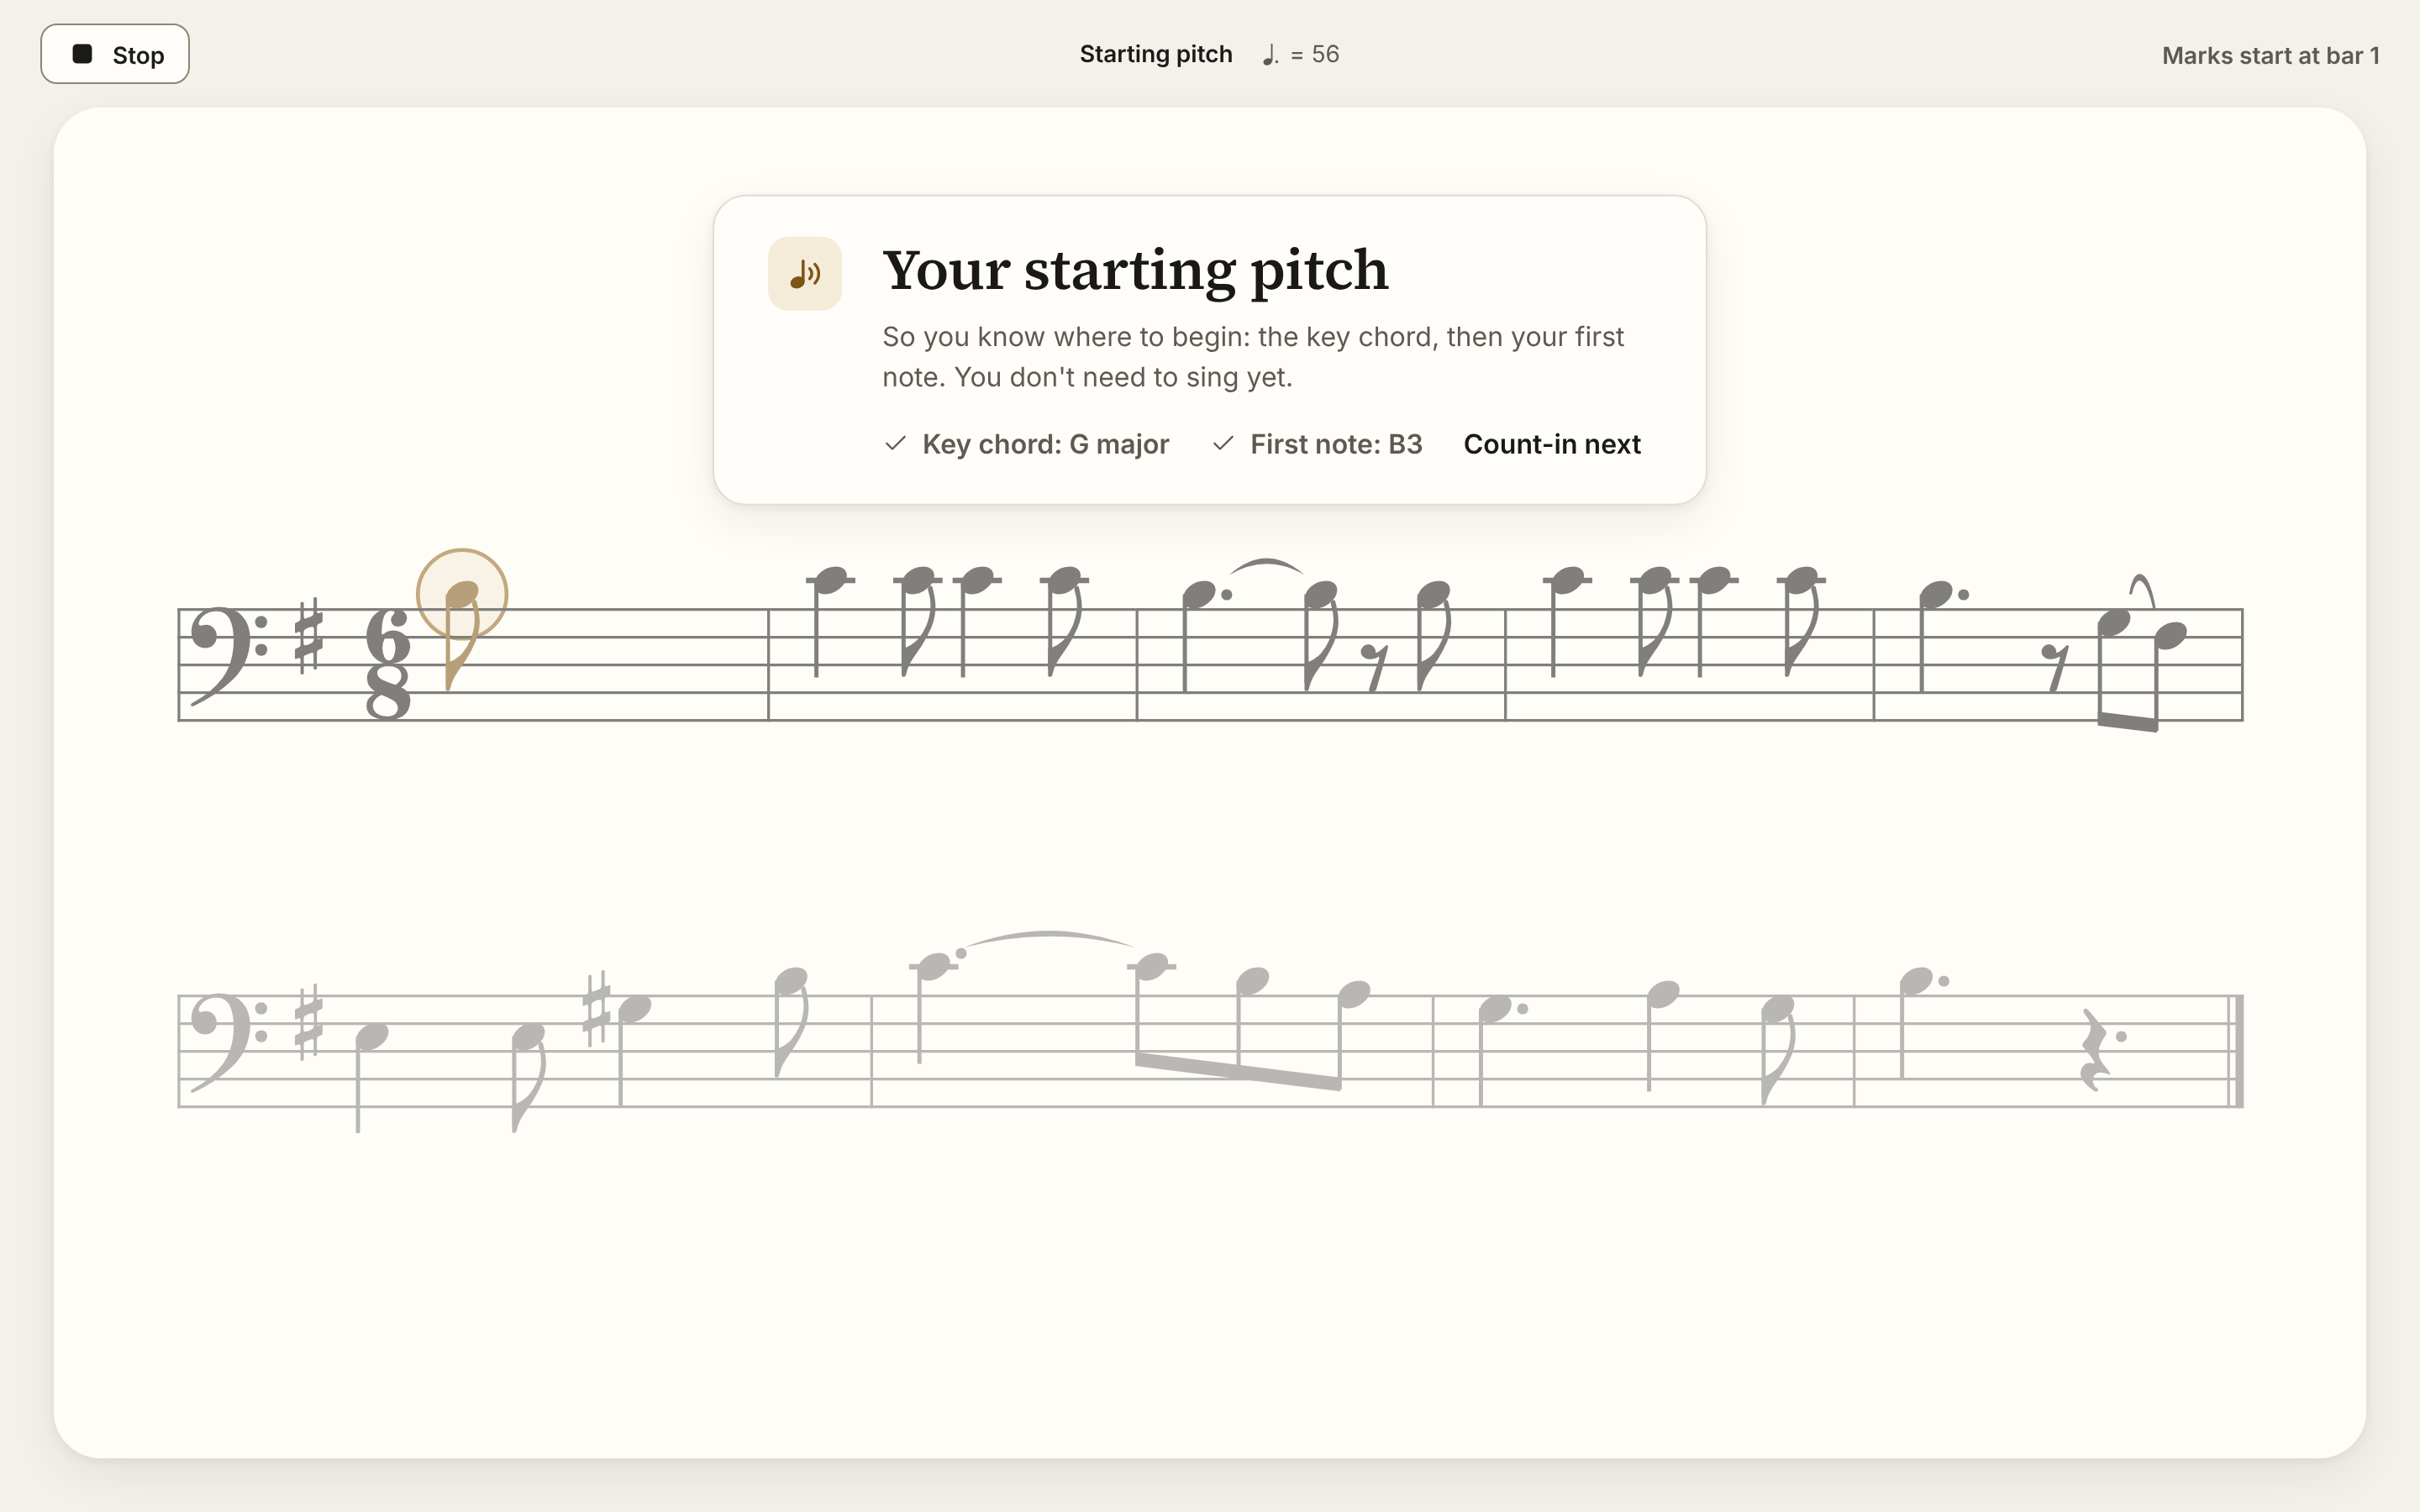 Stop
Starting pitch ♩. = 56
Marks start at bar 1
Your starting pitch
So you know where to begin: the key chord, then your first
note. You don't need to sing yet.
Key chord: G major First note: B3 Count-in next
6
8